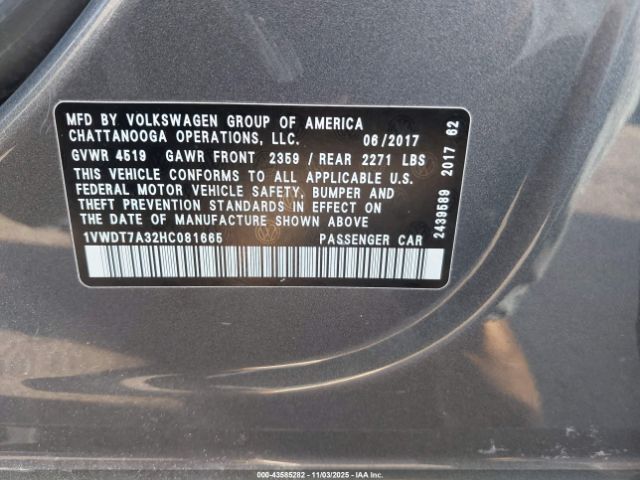 MFD BY VOLKSWAGEN GROUP OF AMERICA
CHATTANOOGA OPERATIONS, LLC. 06/2017
GVWR 4519 GAWR FRONT 2359 / REAR 2271 LBS
THIS VEHICLE CONFORMS TO ALL APPLICABLE U.S.
FEDERAL MOTOR VEHICLE SAFETY, BUMPER AND
THEFT PREVENTION STANDARDS IN EFFECT ON
THE DATE OF MANUFACTURE SHOWN ABOVE
1VWDT7A32HC081665 PASSENGER CAR
2439589 2017 62
000-43585282 - 11/03/2025 - IAAI.COM